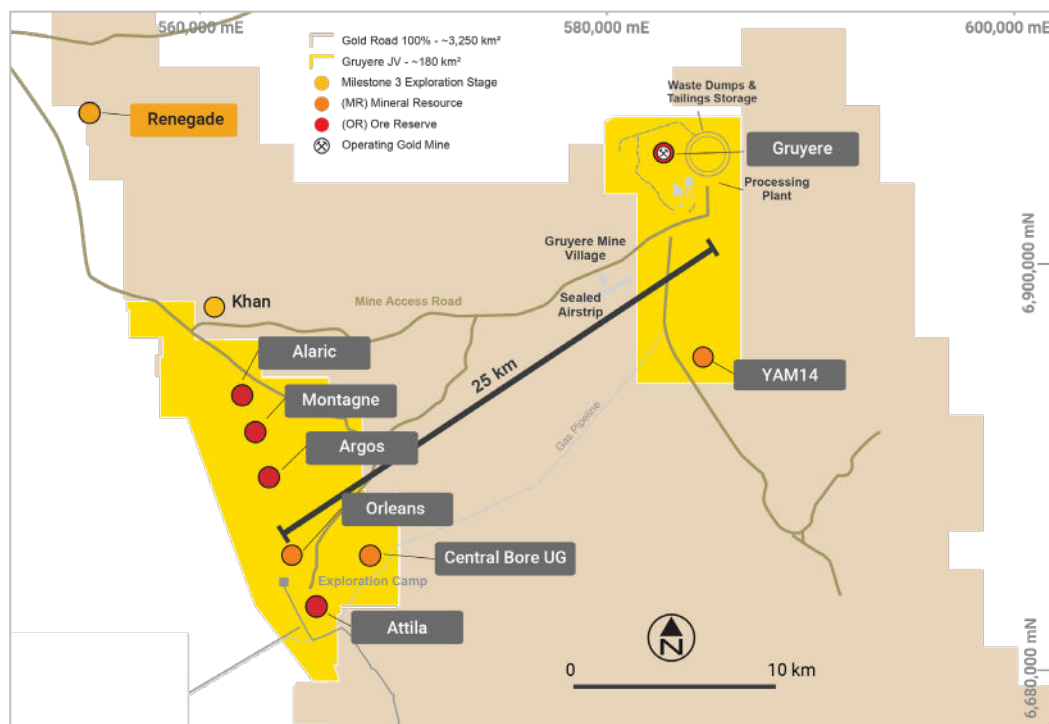 560,000 mE
580,000 mE
600,000 mE
Gold Road 100% - ~3,250 km²
Gruyere JV - ~180 km²
Milestone 3 Exploration Stage
(MR) Mineral Resource
(OR) Ore Reserve
Operating Gold Mine
Waste Dumps &
Tailings Storage
Renegade
Gruyere
Processing
Plant
Gruyere Mine
Village
6,900,000 mN
Sealed
Airstrip
Khan
Mine Access Road
Alaric
25 km
YAM14
Montagne
Gas Pipeline
Argos
Orleans
Central Bore UG
Exploration Camp
Attila
N
0
10 km
6,680,000 mN